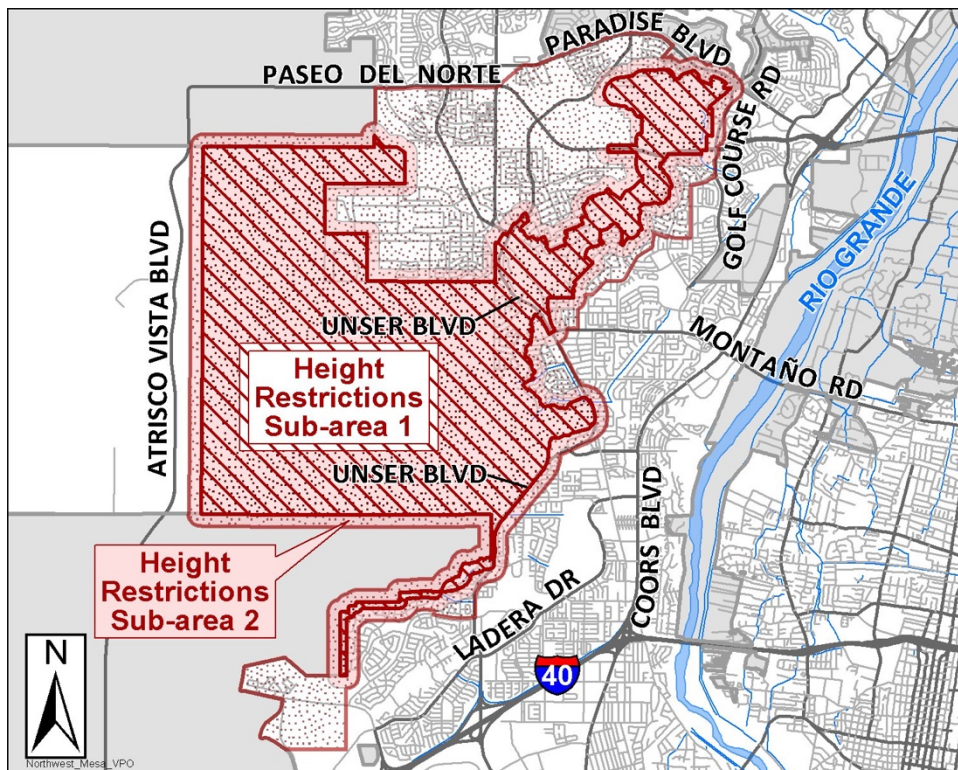 PARADISE BLVD
PASEO DEL NORTE
GOLF COURSE RD
RIO GRANDE
ATRISCO VISTA BLVD
UNSER BLVD
MONTAÑO RD
Height
Restrictions
Sub-area 1
UNSER BLVD
COORS BLVD
Height
Restrictions
Sub-area 2
LADERA DR
40
N
Northwest_Mesa_VPO